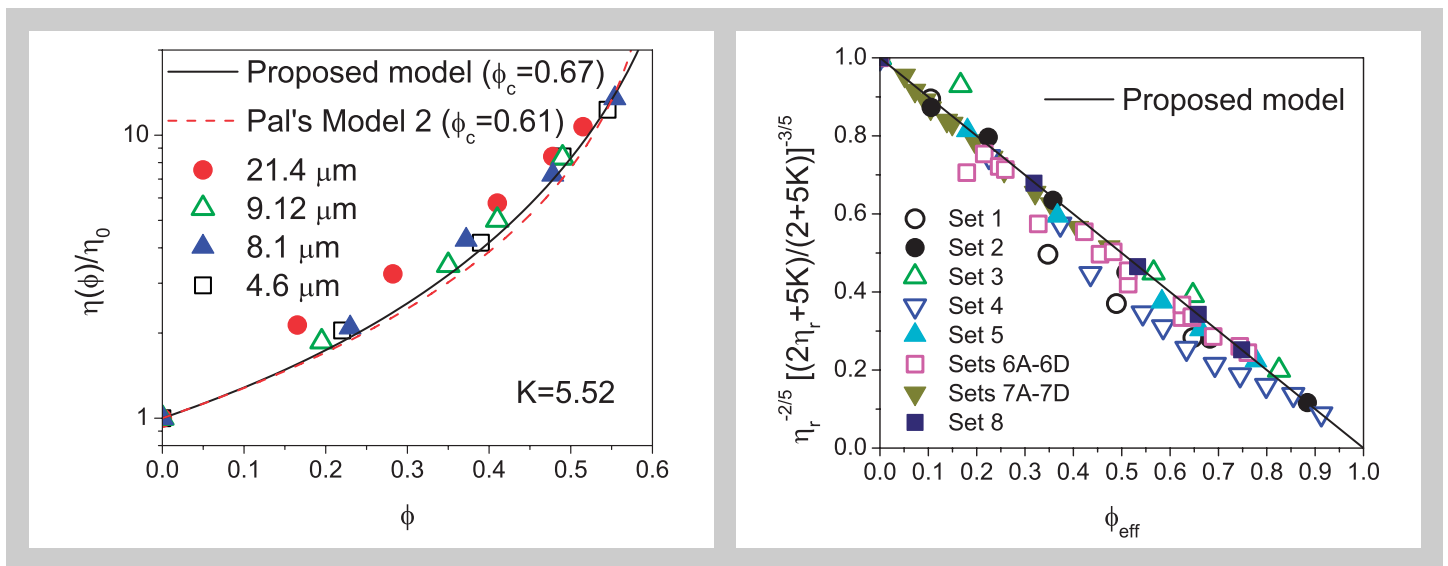 Proposed model (ϕc=0.67)
Pal's Model 2 (ϕc=0.61)
21.4 μm
9.12 μm
8.1 μm
4.6 μm
K=5.52
10
1
η(ϕ)/η0
0.0 0.1 0.2 0.3 0.4 0.5 0.6
ϕ
Proposed model
Set 1
Set 2
Set 3
Set 4
Set 5
Sets 6A-6D
Sets 7A-7D
Set 8
1.0
0.8
0.6
0.4
0.2
0.0
ηr^-2/5 [(2ηr+5K)/(2+5K)]^-3/5
0.0 0.1 0.2 0.3 0.4 0.5 0.6 0.7 0.8 0.9 1.0
ϕeff